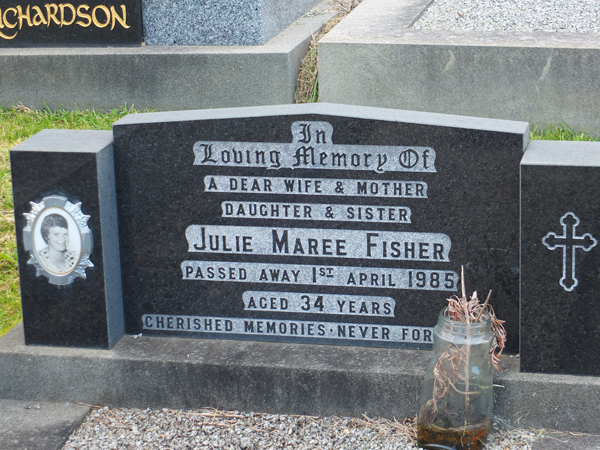 RICHARDSON
In
Loving Memory Of
A DEAR WIFE & MOTHER
DAUGHTER & SISTER
JULIE MAREE FISHER
PASSED AWAY 1ST APRIL 1985
AGED 34 YEARS
CHERISHED MEMORIES · NEVER FOR